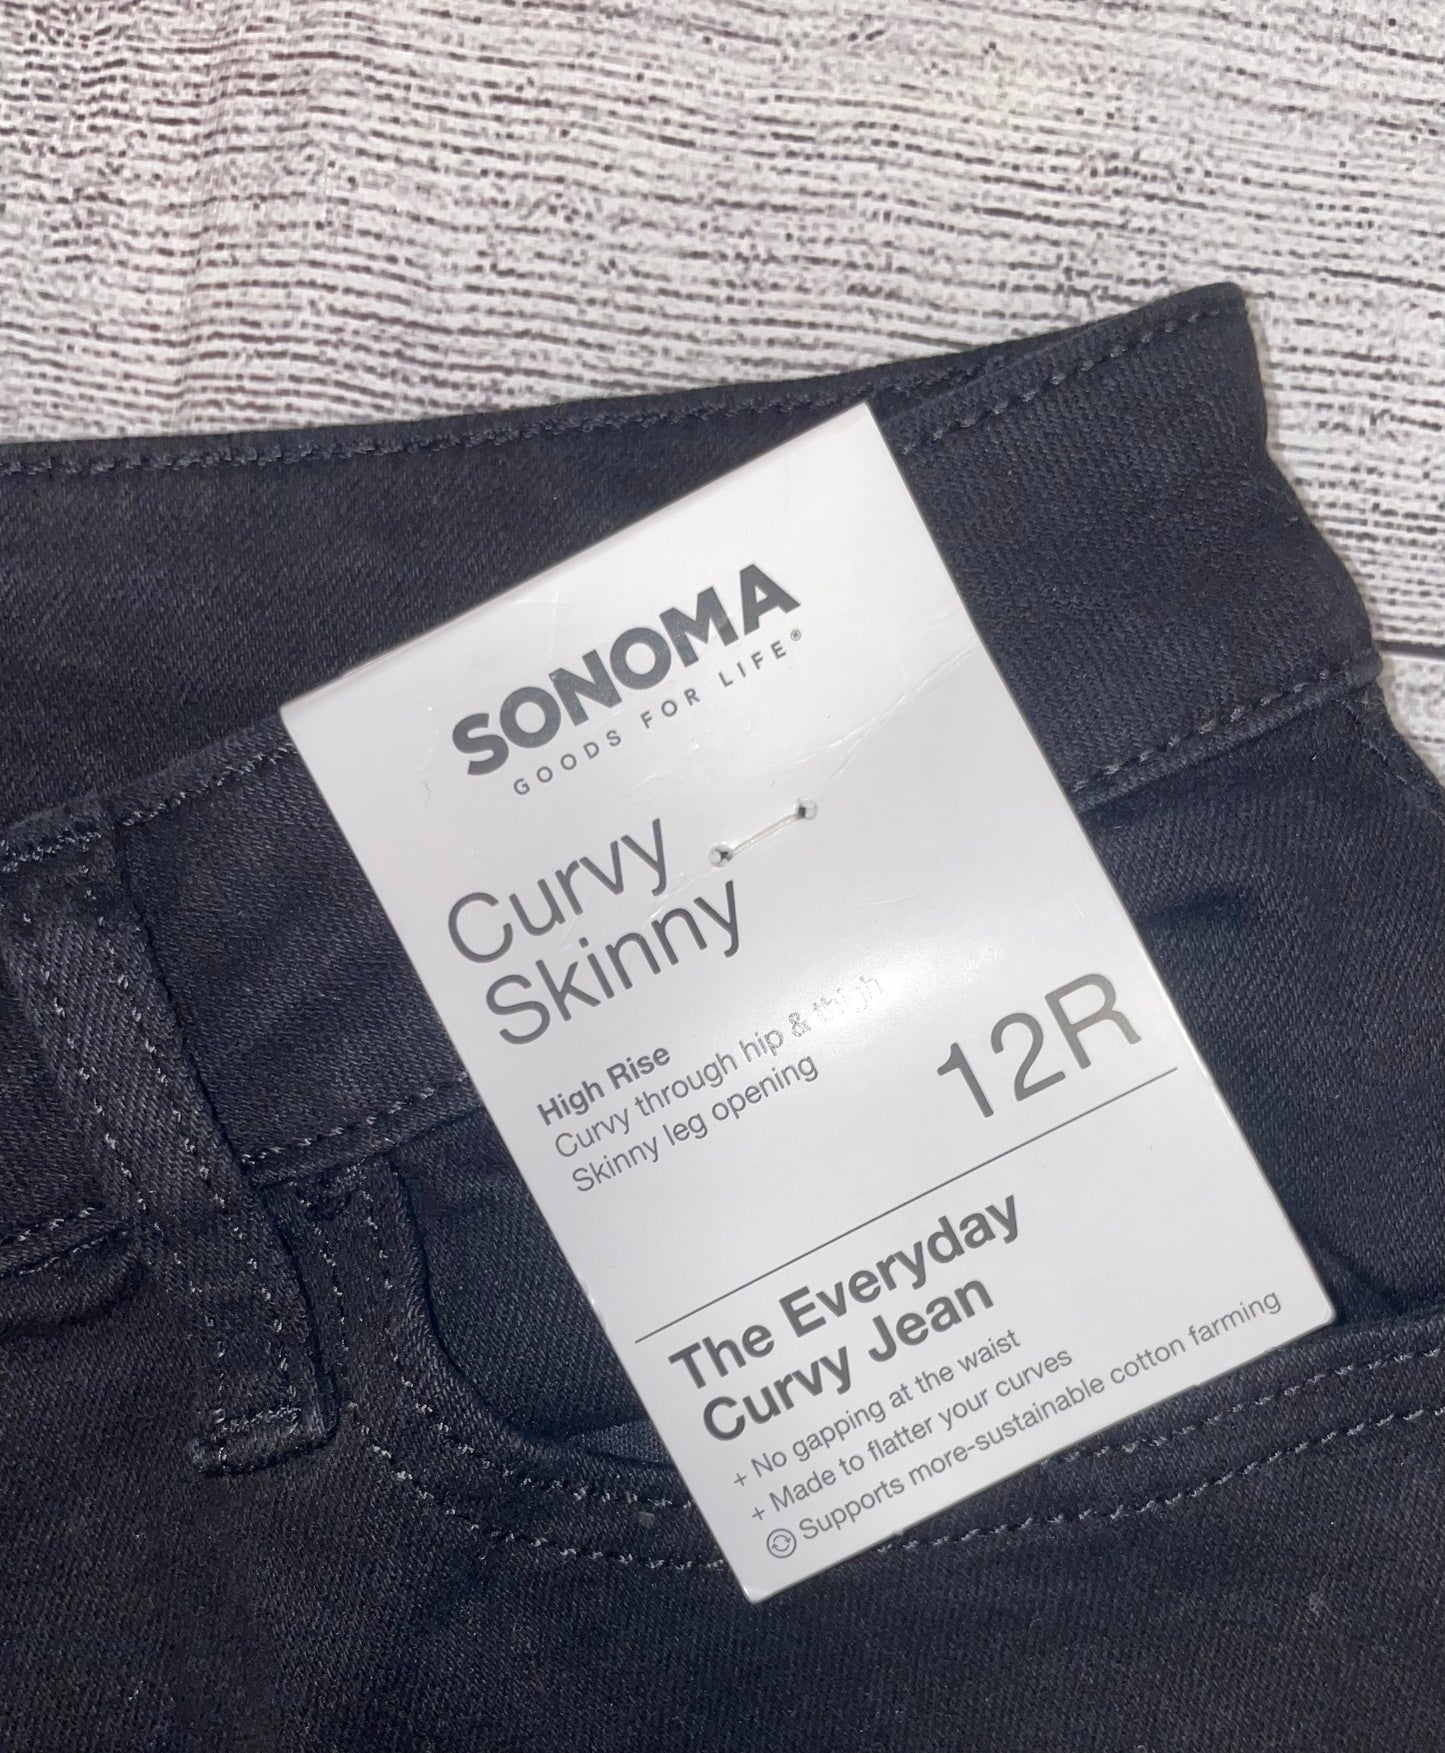 SONOMA
GOODS FOR LIFE®
Curvy
Skinny
High Rise
Curvy through hip & thigh
Skinny leg opening
12R
The Everyday
Curvy Jean
+ No gapping at the waist
+ Made to flatter your curves
Supports more-sustainable cotton farming